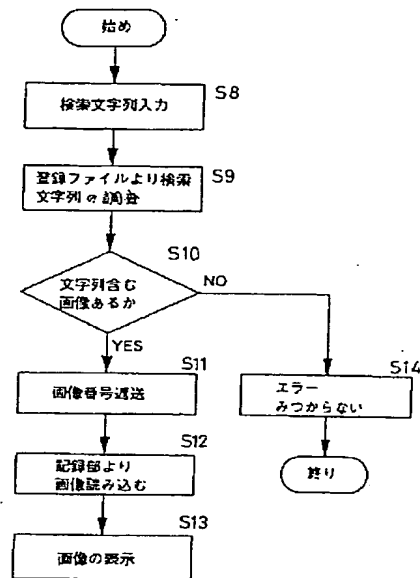 始め
S8
検索文字列入力
S9
登録ファイルより検索
文字列の調査
S10
文字列含む
画像あるか
NO
YES
S11
画像番号返送
S14
エラー
みつからない
S12
記録部より
画像読み込む
終り
S13
画像の表示